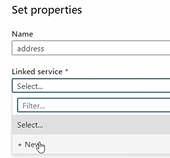 Set properties
Name
address
Linked service *
Select...
Filter...
Select...
+ New